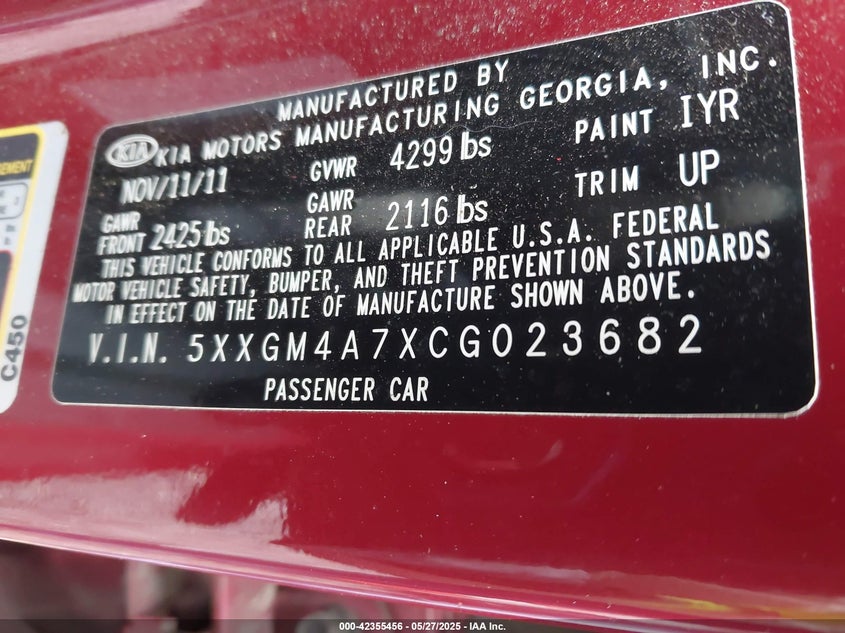 MANUFACTURED BY
KIA KIA MOTORS MANUFACTURING GEORGIA, INC.
NOV/11/11 GVWR 4299 lbs PAINT IYR
GAWR FRONT 2425 lbs GAWR REAR 2116 lbs TRIM UP
THIS VEHICLE CONFORMS TO ALL APPLICABLE U.S.A. FEDERAL
MOTOR VEHICLE SAFETY, BUMPER, AND THEFT PREVENTION STANDARDS
IN EFFECT ON THE DATE OF MANUFACTURE SHOWN ABOVE.
V.I.N. 5XXGM4A7XCG023682
PASSENGER CAR
C450
000-42355456 - 05/27/2025 - IAA Inc.